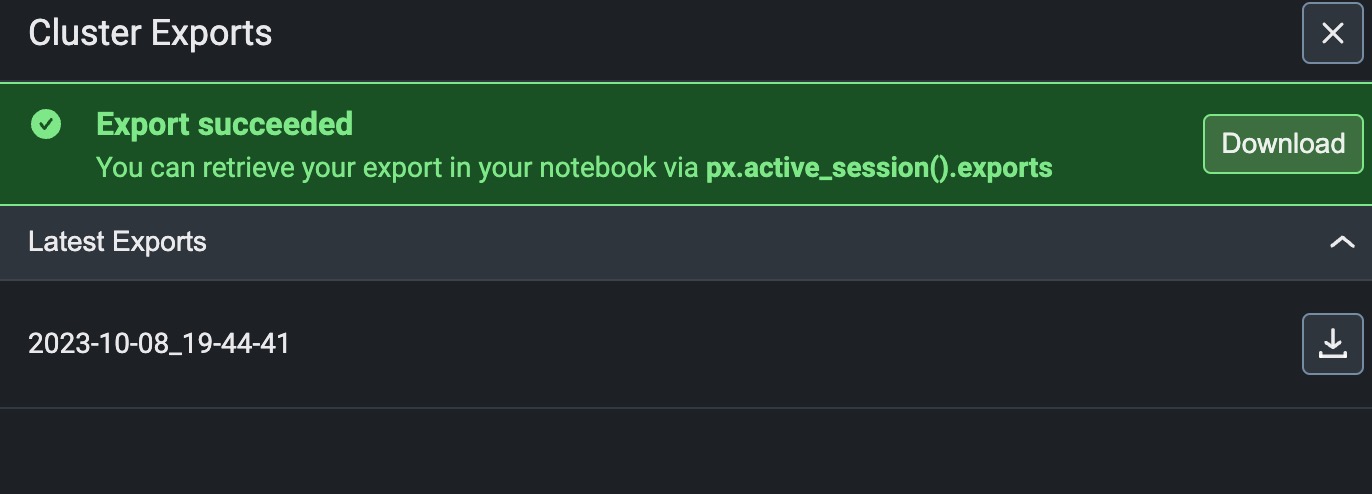 Cluster Exports
Export succeeded
You can retrieve your export in your notebook via px.active_session().exports
Download
Latest Exports
2023-10-08_19-44-41